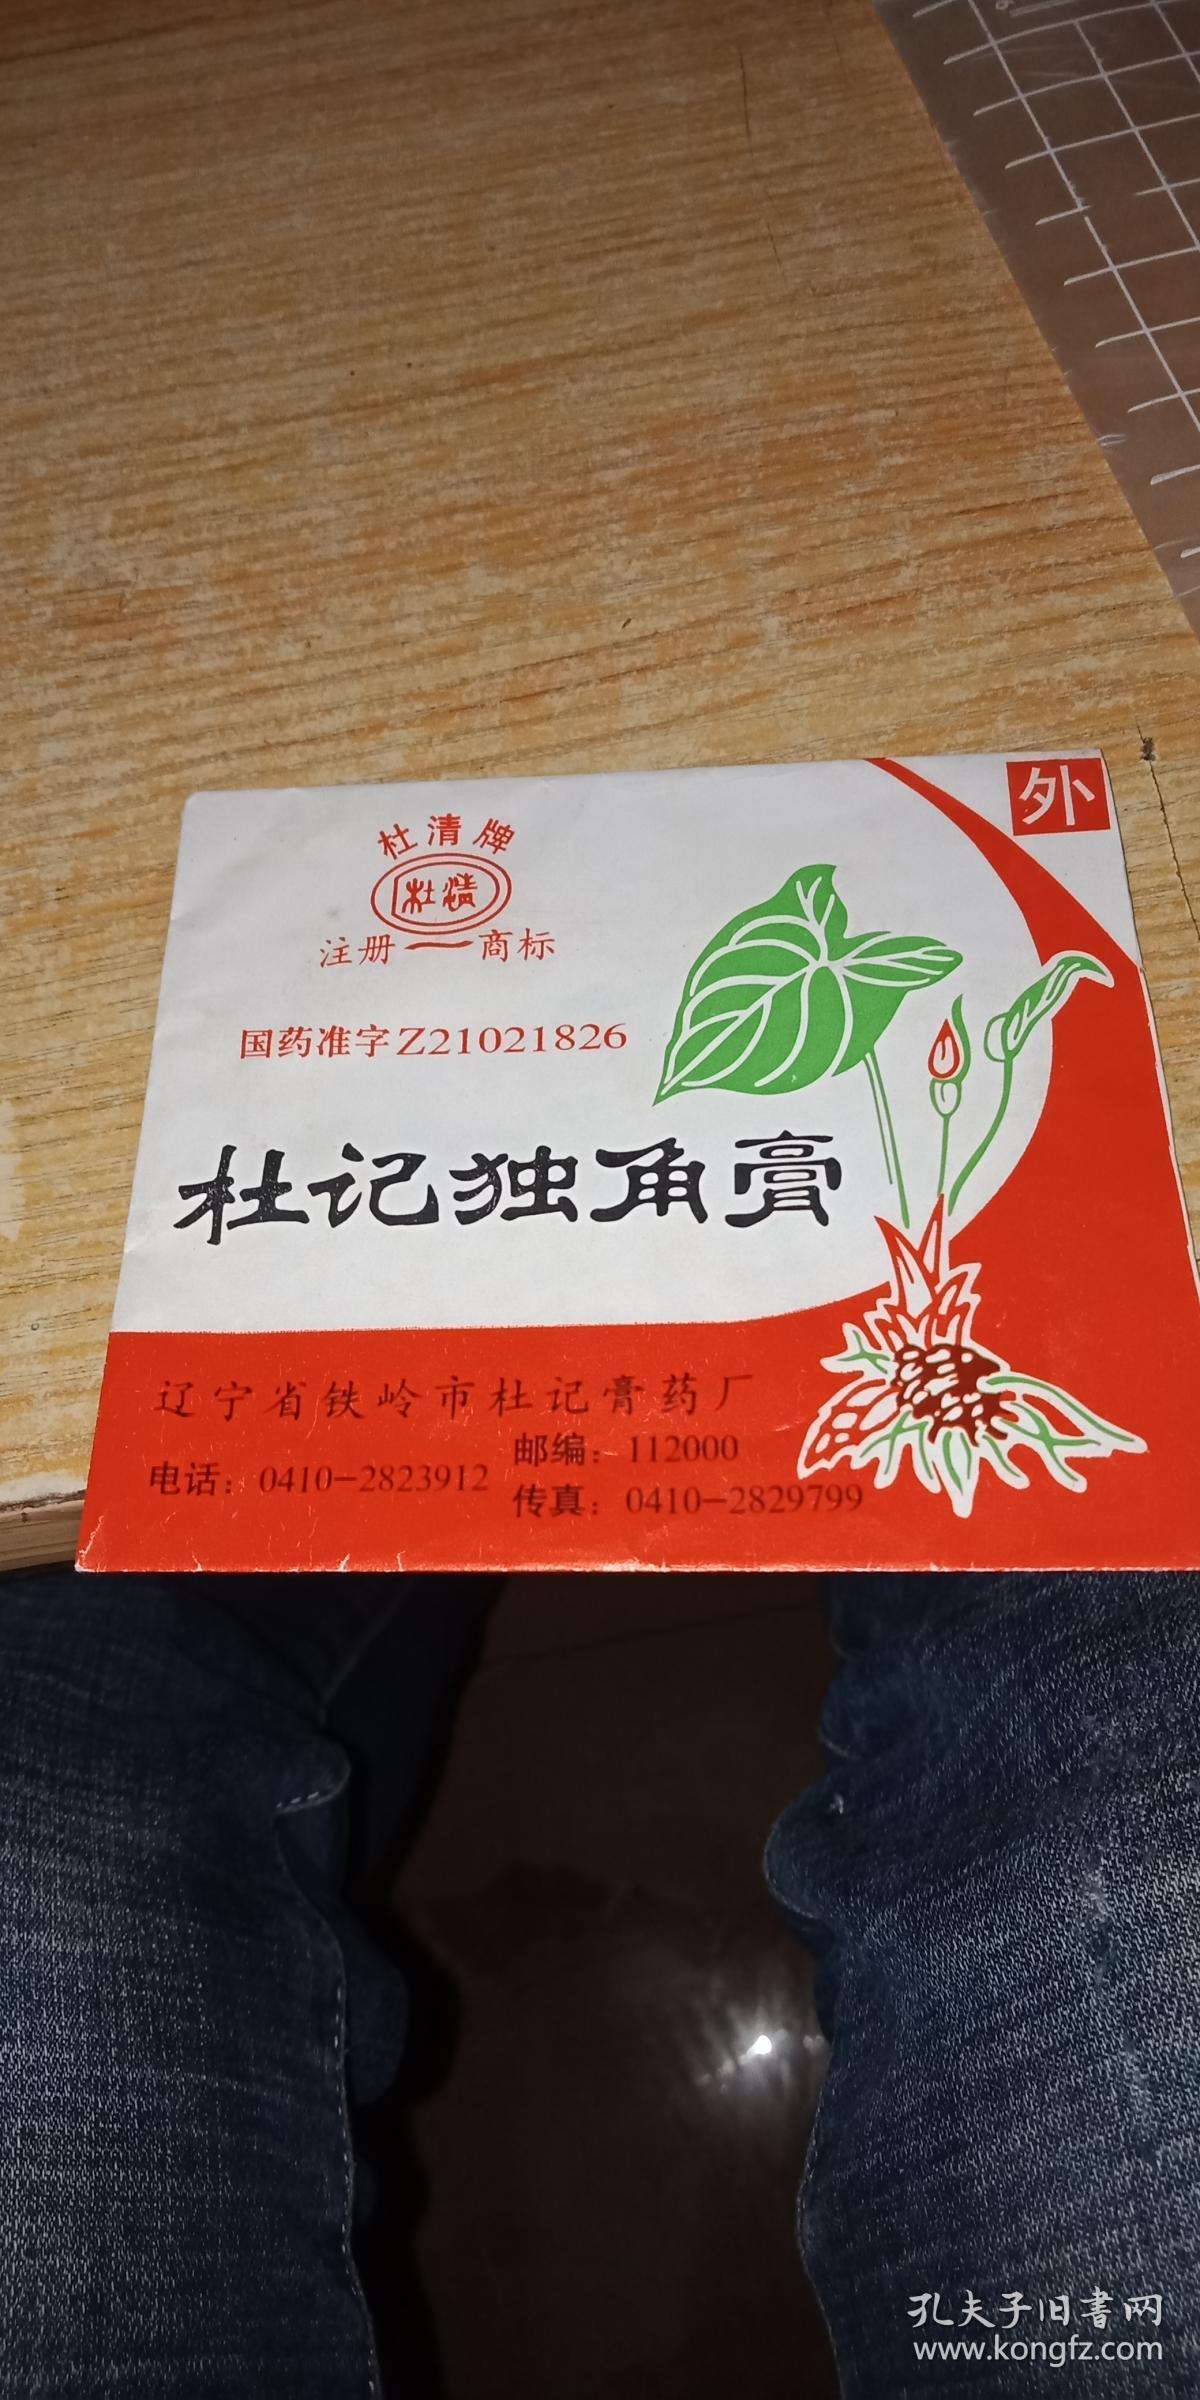 外
杜清牌
杜清
注册 商标
国药准字Z21021826
杜记独角膏
辽宁省铁岭市杜记膏药厂
电话：0410-2823912
邮编：112000
传真：0410-2829799
孔夫子旧書网
www.kongfz.com